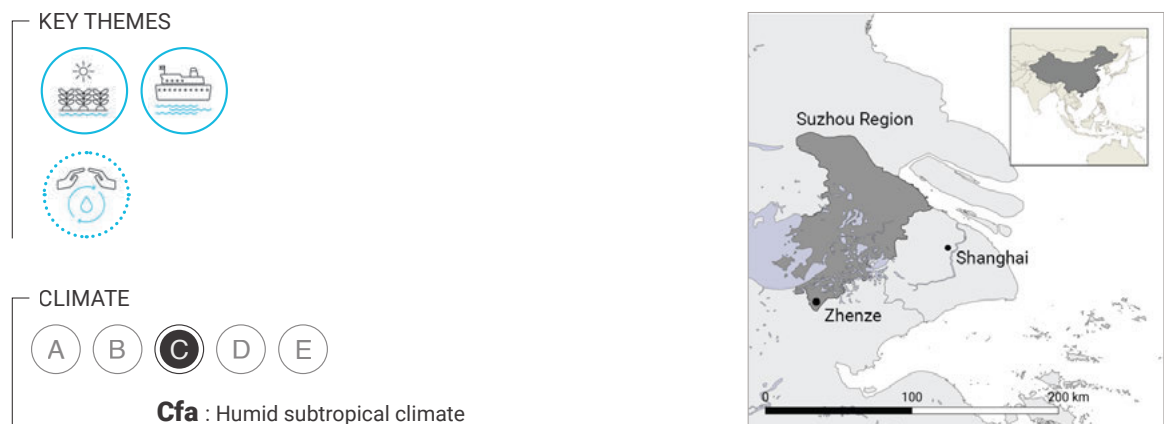 KEY THEMES
CLIMATE
A B C D E
Cfa : Humid subtropical climate
Suzhou Region
Shanghai
Zhenze
0 100 200 km